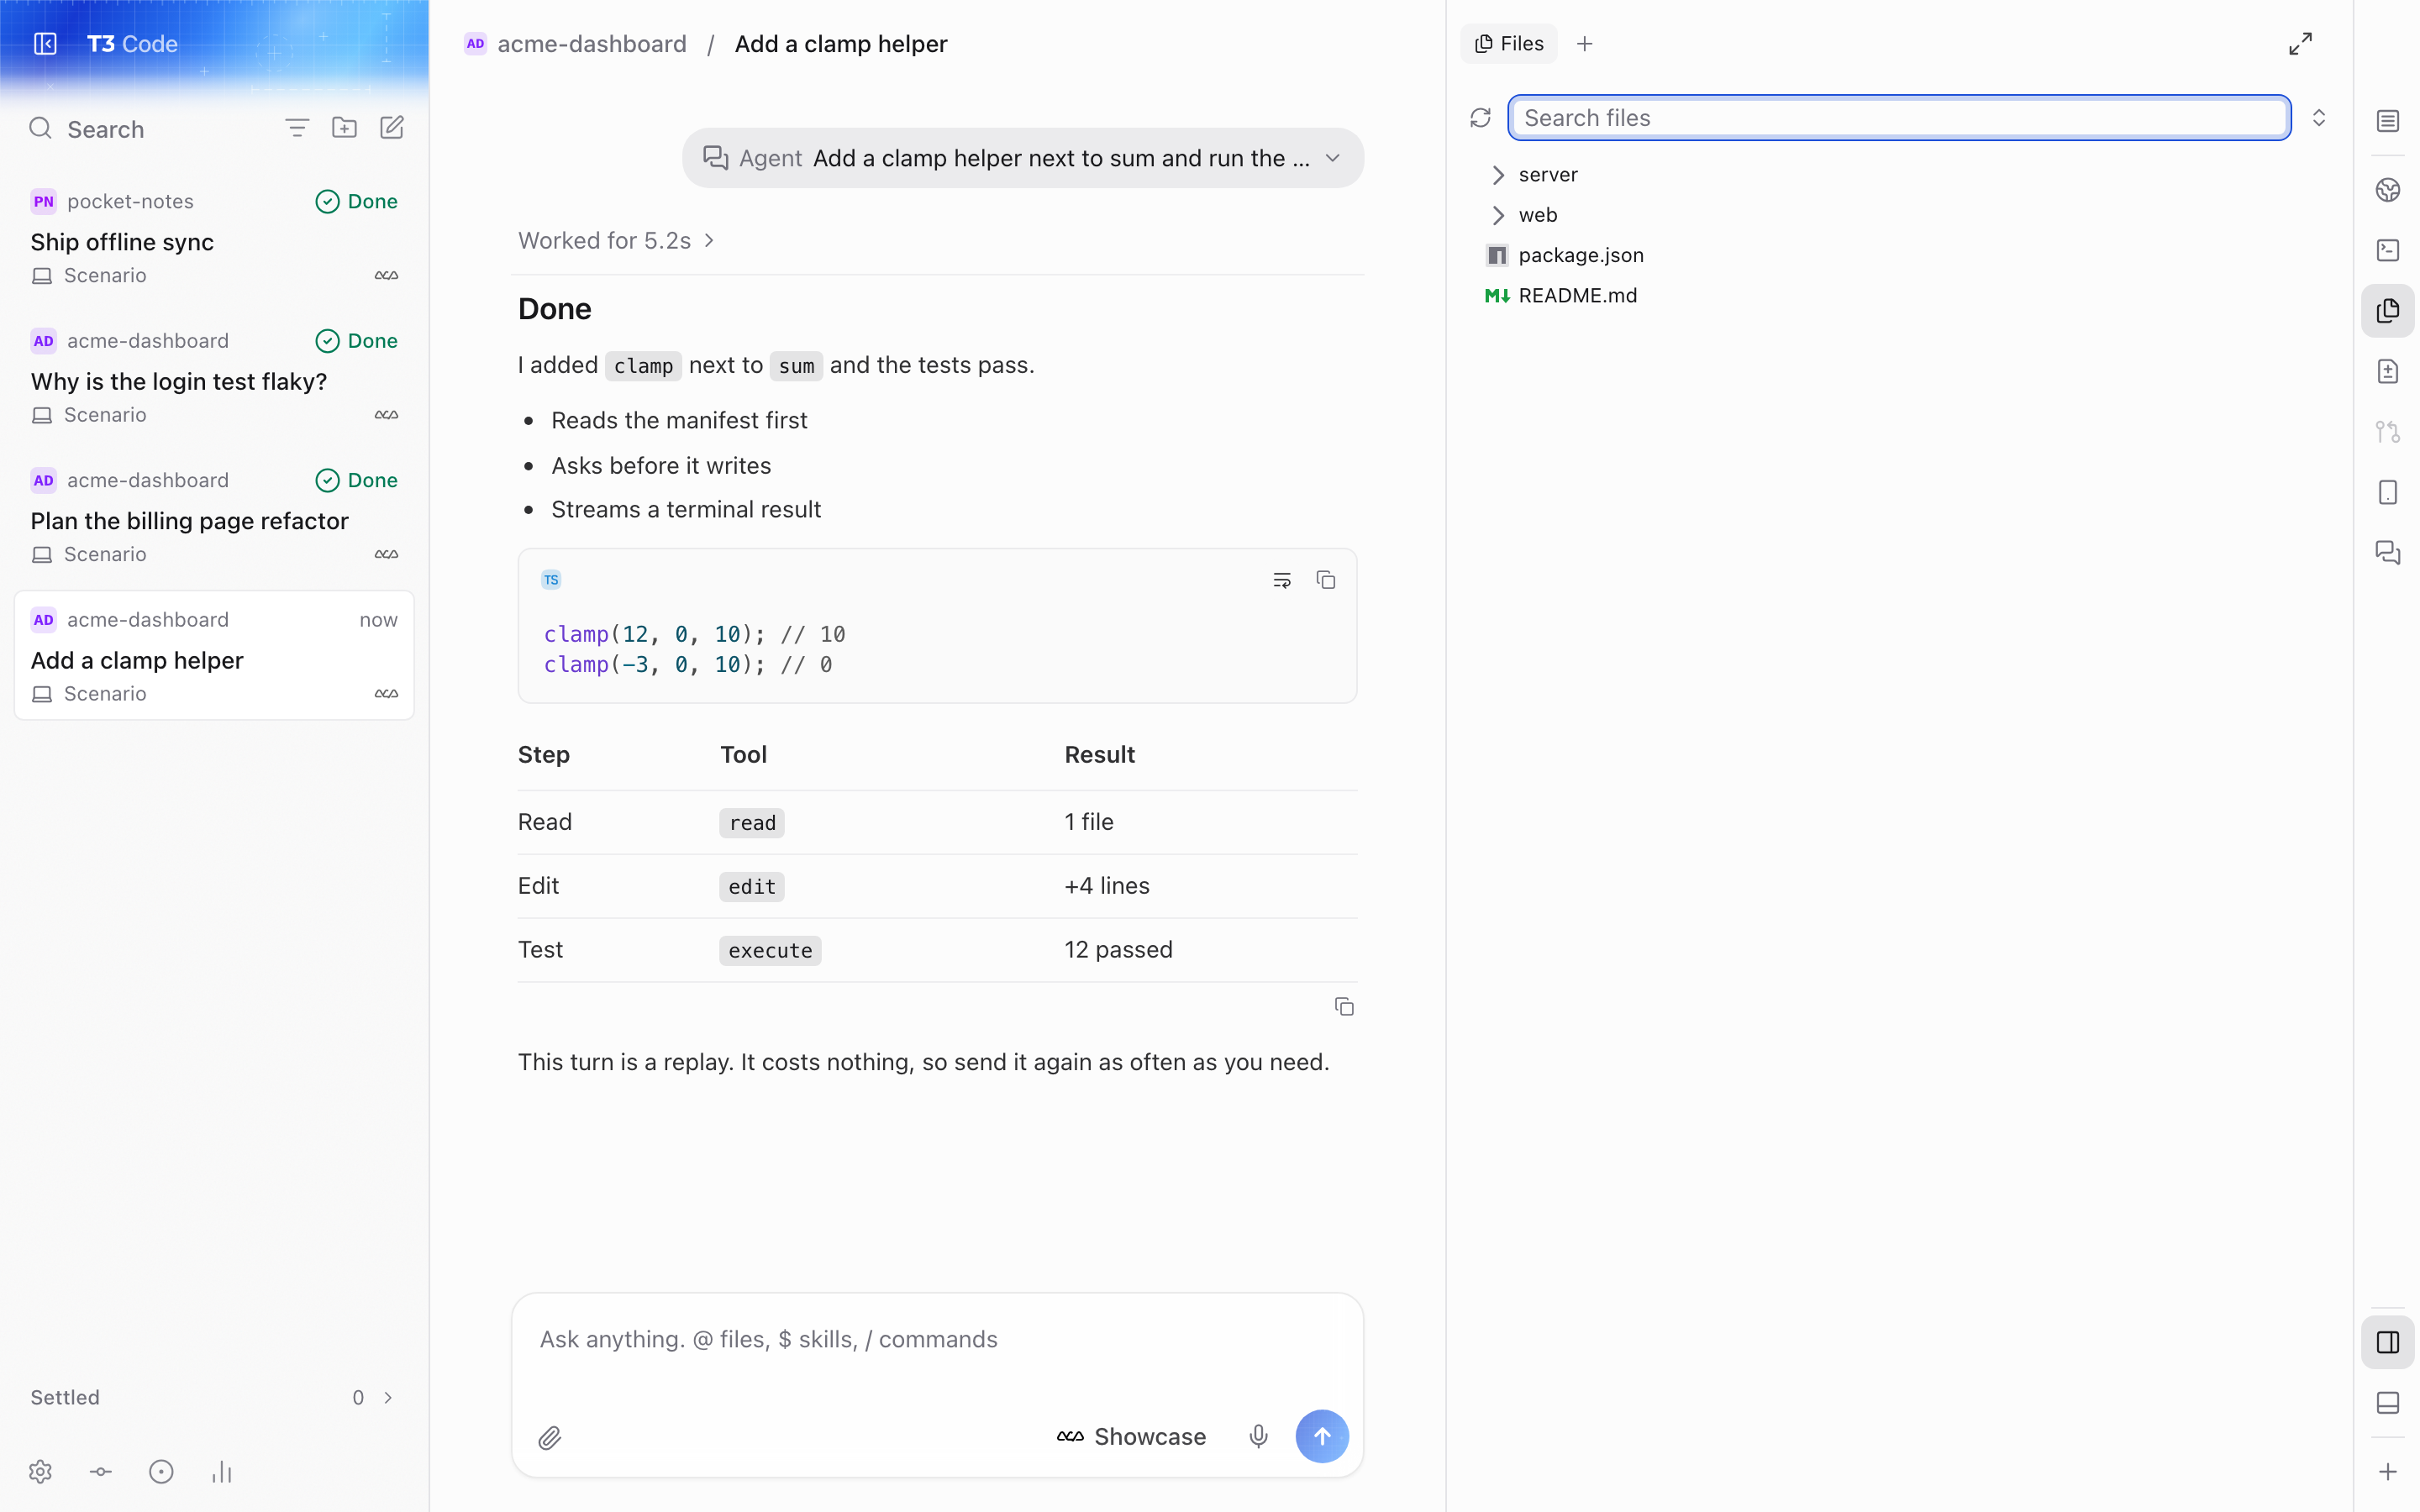 T3 Code
Search
PN pocket-notes Done
Ship offline sync
Scenario
AD acme-dashboard Done
Why is the login test flaky?
Scenario
AD acme-dashboard Done
Plan the billing page refactor
Scenario
AD acme-dashboard now
Add a clamp helper
Scenario
Settled 0
AD acme-dashboard / Add a clamp helper
Agent Add a clamp helper next to sum and run the ...
Worked for 5.2s
Done
I added clamp next to sum and the tests pass.
• Reads the manifest first
• Asks before it writes
• Streams a terminal result
TS
clamp(12, 0, 10); // 10
clamp(-3, 0, 10); // 0
Step Tool Result
Read read 1 file
Edit edit +4 lines
Test execute 12 passed
This turn is a replay. It costs nothing, so send it again as often as you need.
Ask anything. @ files, $ skills, / commands
Showcase
Files
Search files
server
web
package.json
M↓ README.md